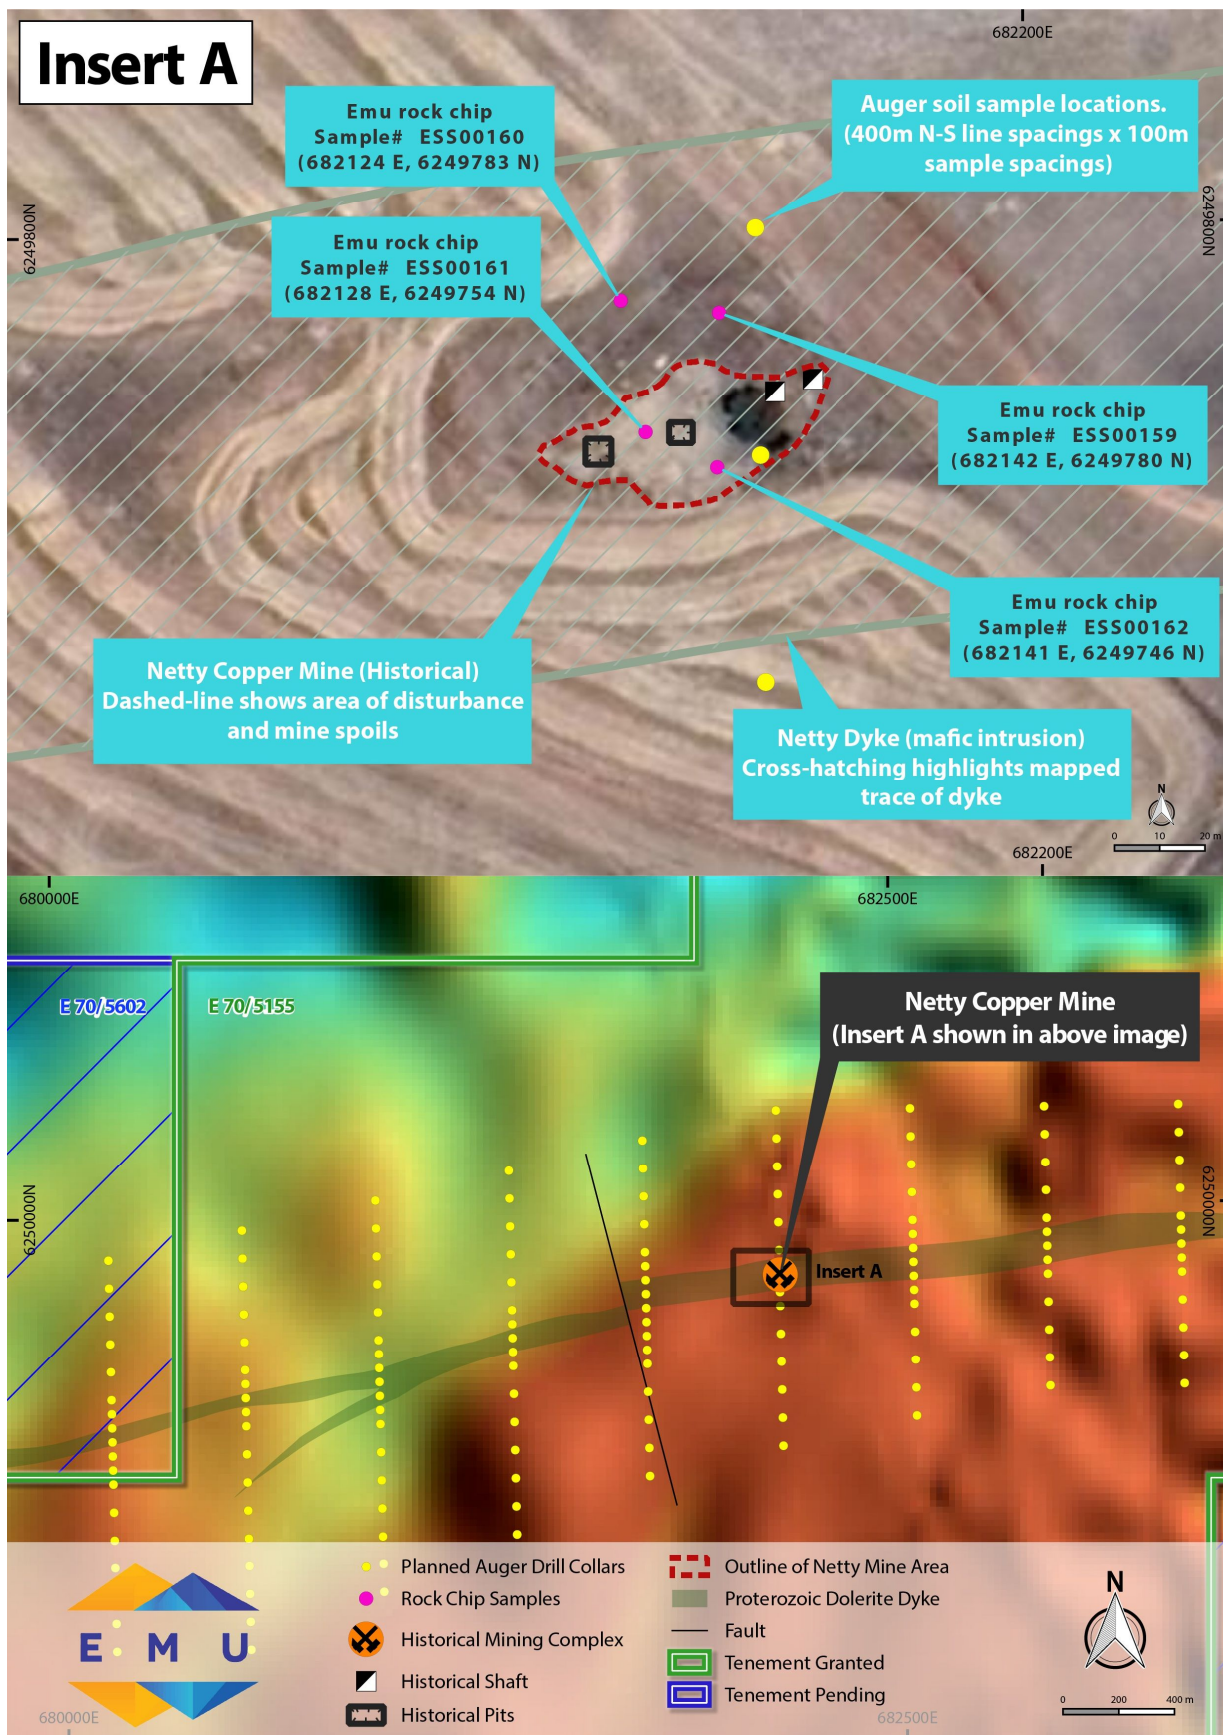 Insert A
682200E
Emu rock chip
Sample# ESS00160
(682124 E, 6249783 N)
Auger soil sample locations.
(400m N-S line spacings x 100m
sample spacings)
6249800N
6249800N
Emu rock chip
Sample# ESS00161
(682128 E, 6249754 N)
Emu rock chip
Sample# ESS00159
(682142 E, 6249780 N)
Emu rock chip
Sample# ESS00162
(682141 E, 6249746 N)
Netty Copper Mine (Historical)
Dashed-line shows area of disturbance
and mine spoils
Netty Dyke (mafic intrusion)
Cross-hatching highlights mapped
trace of dyke
N
0 10 20 m
682200E
680000E
682500E
E 70/5602
E 70/5155
Netty Copper Mine
(Insert A shown in above image)
6250000N
6250000N
Insert A
EMU
Planned Auger Drill Collars
Rock Chip Samples
Historical Mining Complex
Historical Shaft
Historical Pits
Outline of Netty Mine Area
Proterozoic Dolerite Dyke
Fault
Tenement Granted
Tenement Pending
N
0 200 400 m
680000E
682500E